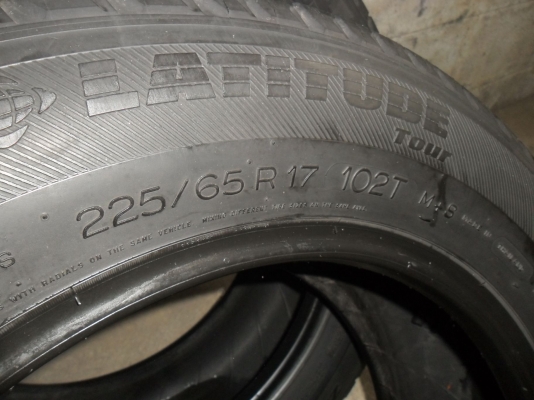 LATITUDE
Tour
225/65 R 17 102T M+S
WITH RADIALS ON THE SAME VEHICLE